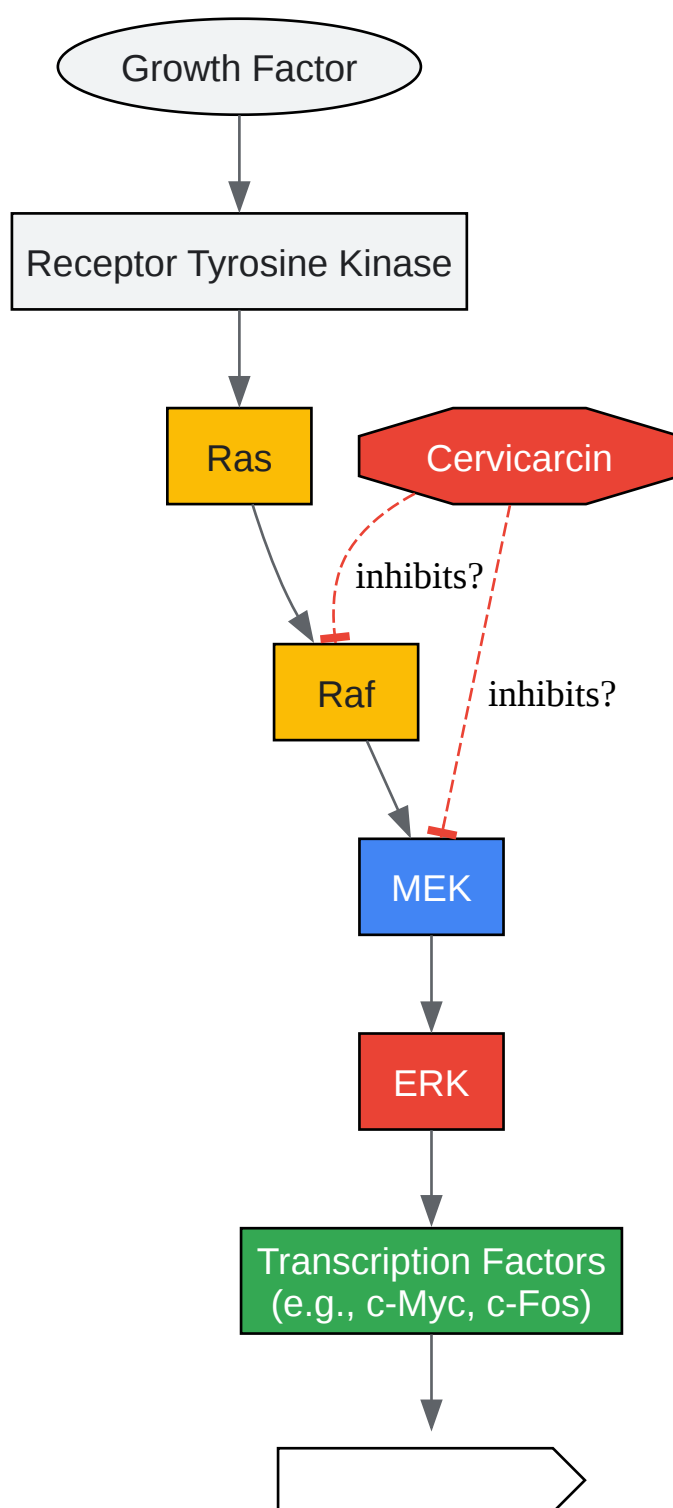 Growth Factor
Receptor Tyrosine Kinase
Ras
Cervicarcin
inhibits?
Raf
inhibits?
MEK
ERK
Transcription Factors
(e.g., c-Myc, c-Fos)